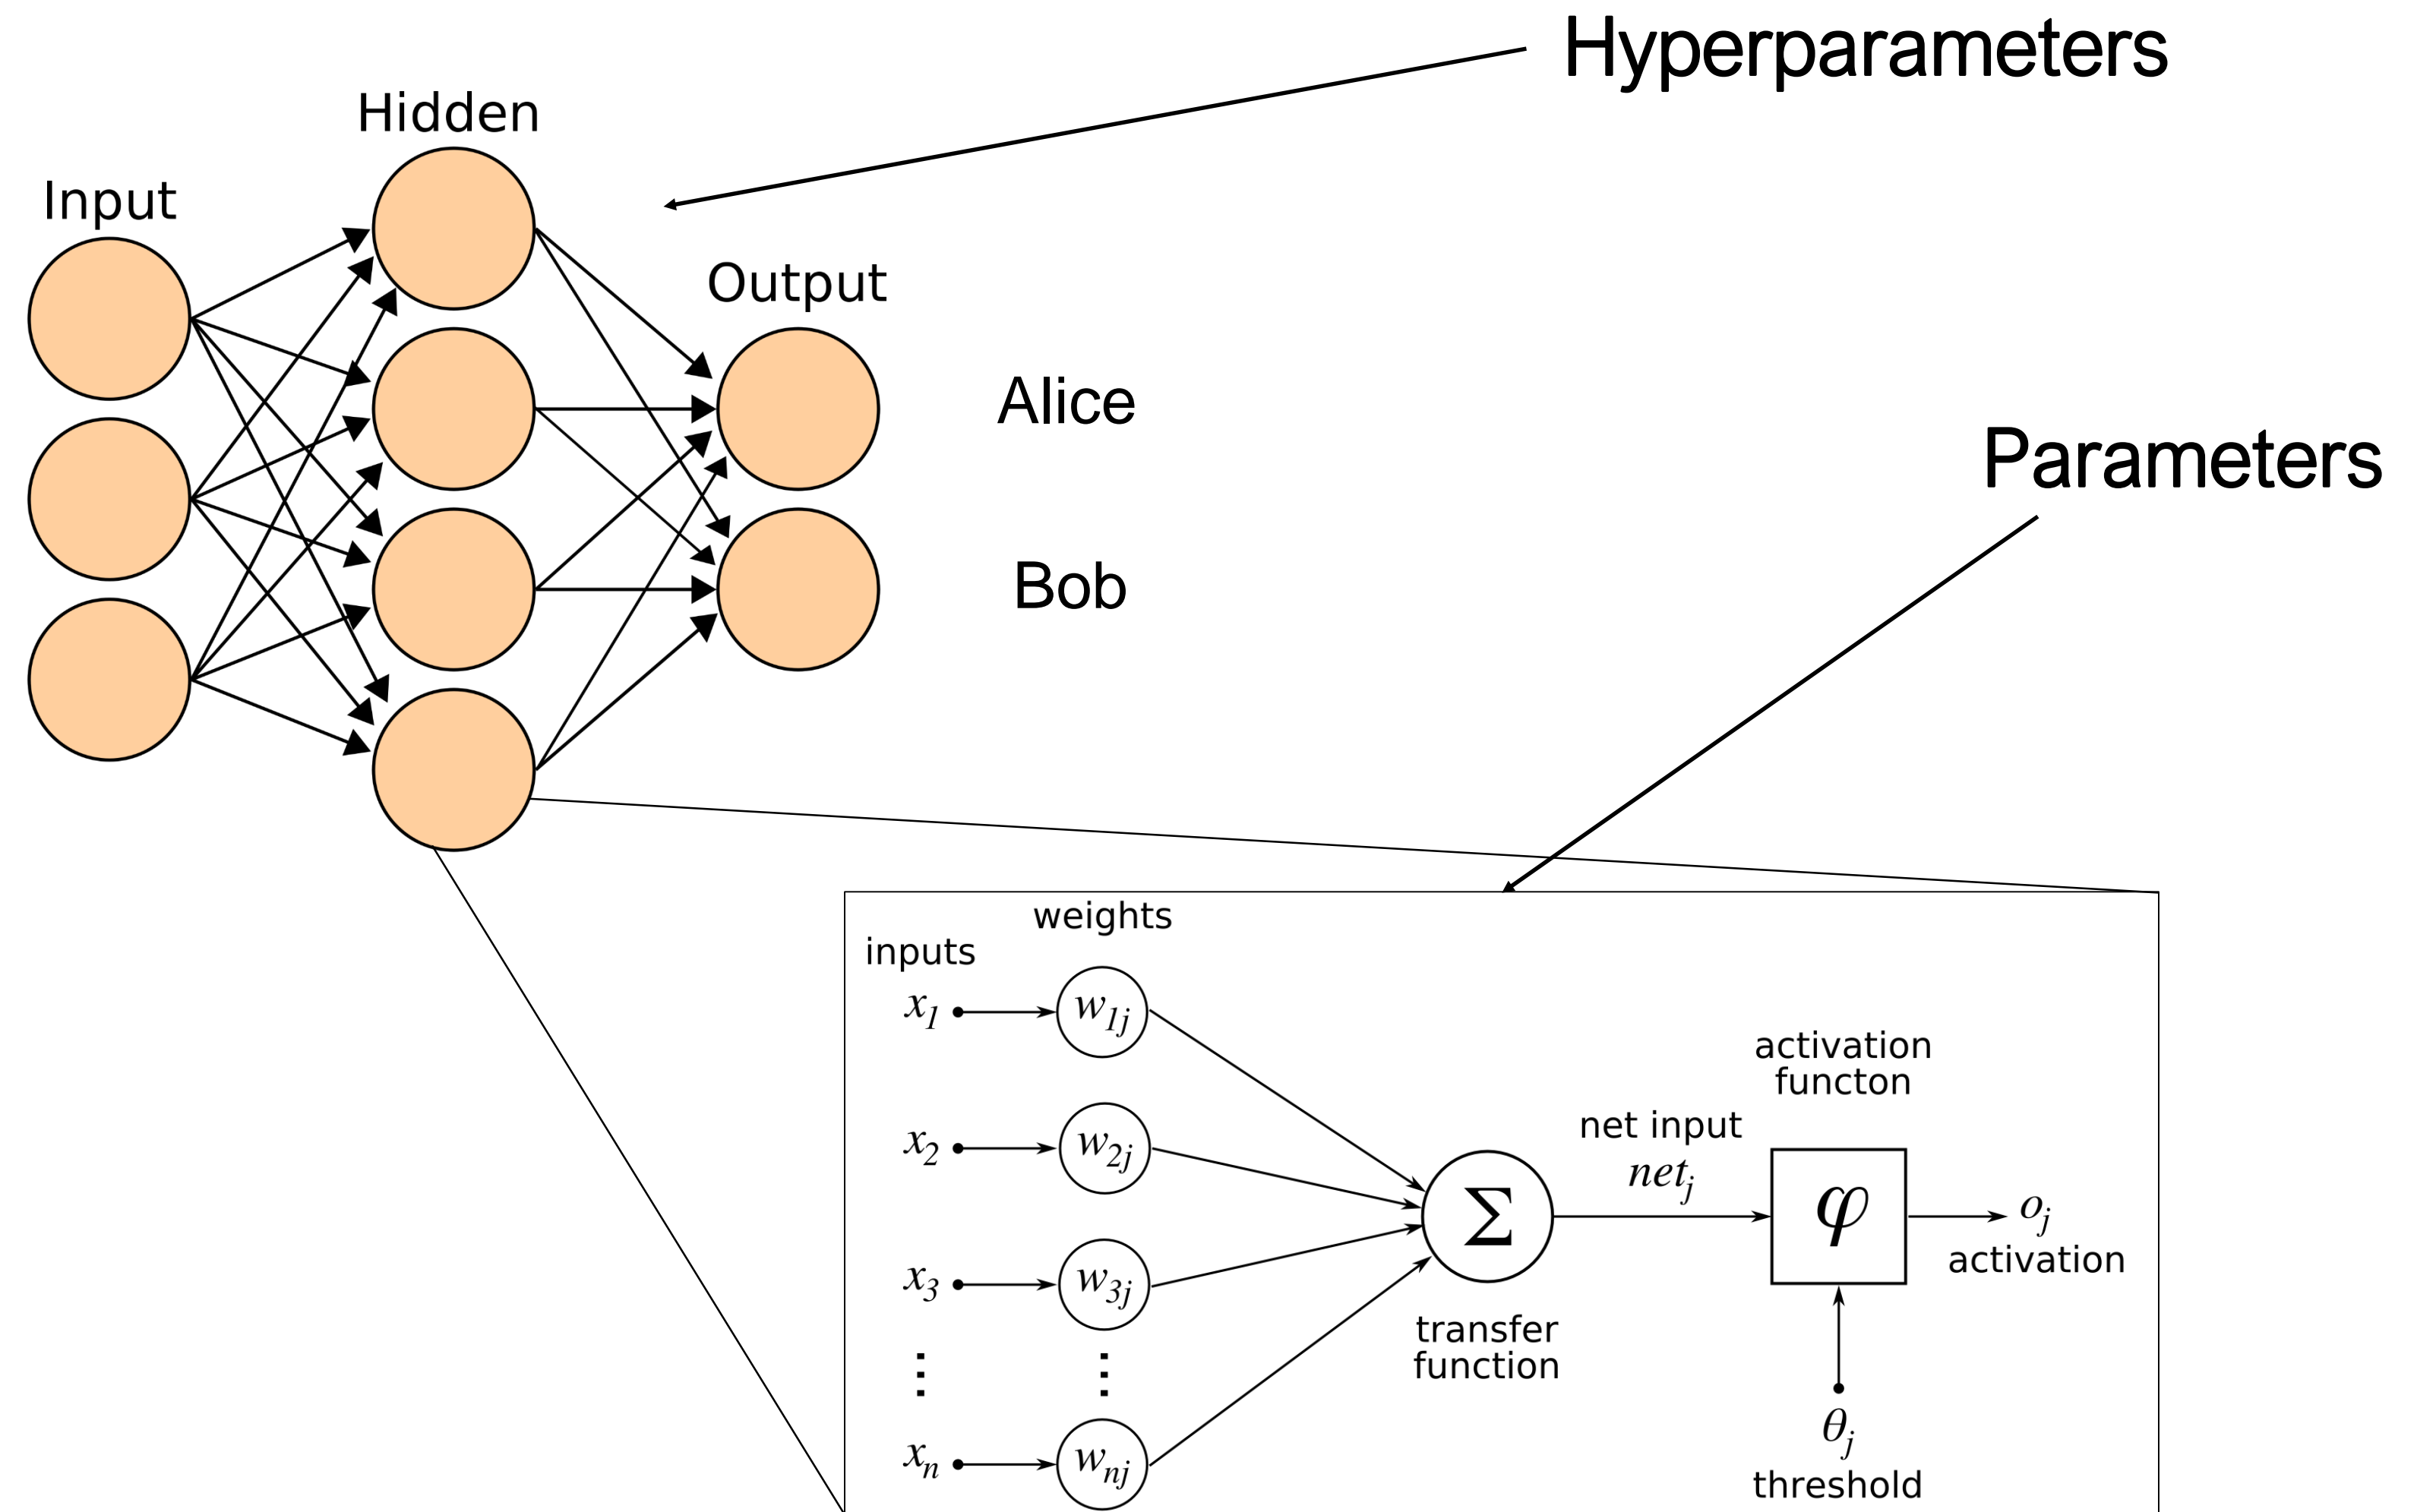 Hyperparameters
Hidden
Input
Output
Alice
Parameters
Bob
weights
inputs
x1
w1j
activation
functon
net input
x2
w2j
netj
Σ
φ
oj
activation
x3
w3j
transfer
function
⋮
⋮
θj
xn
wnj
threshold